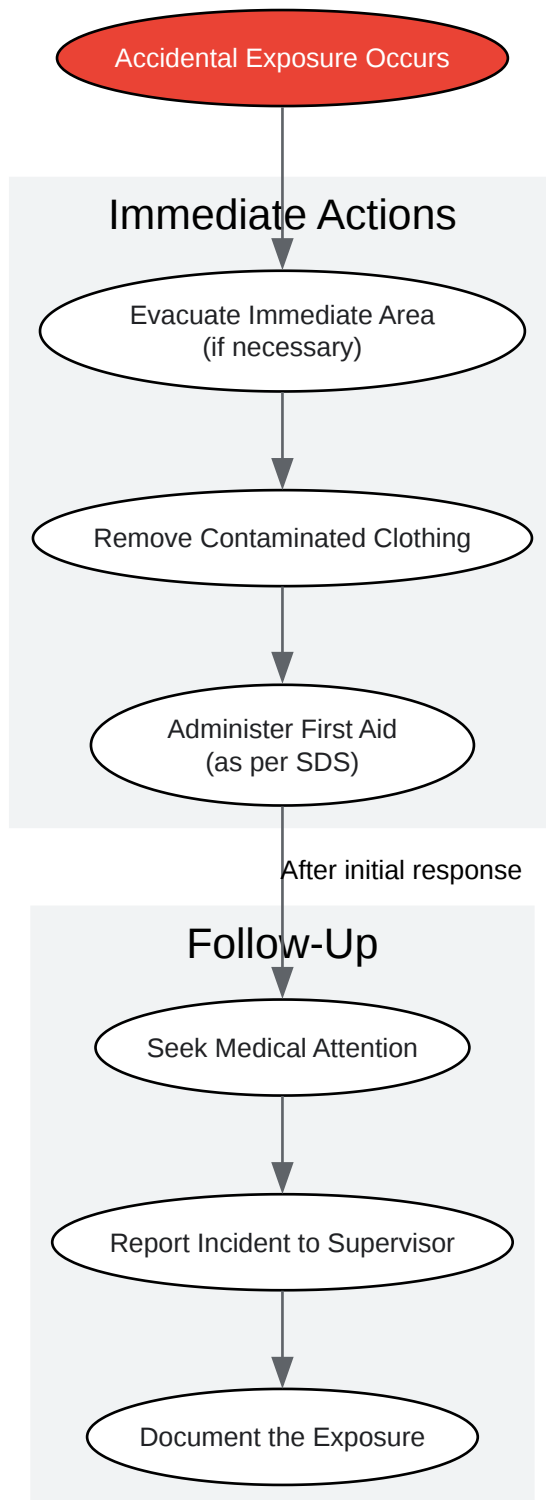 Accidental Exposure Occurs
Immediate Actions
Evacuate Immediate Area
(if necessary)
Remove Contaminated Clothing
Administer First Aid
(as per SDS)
After initial response
Follow-Up
Seek Medical Attention
Report Incident to Supervisor
Document the Exposure